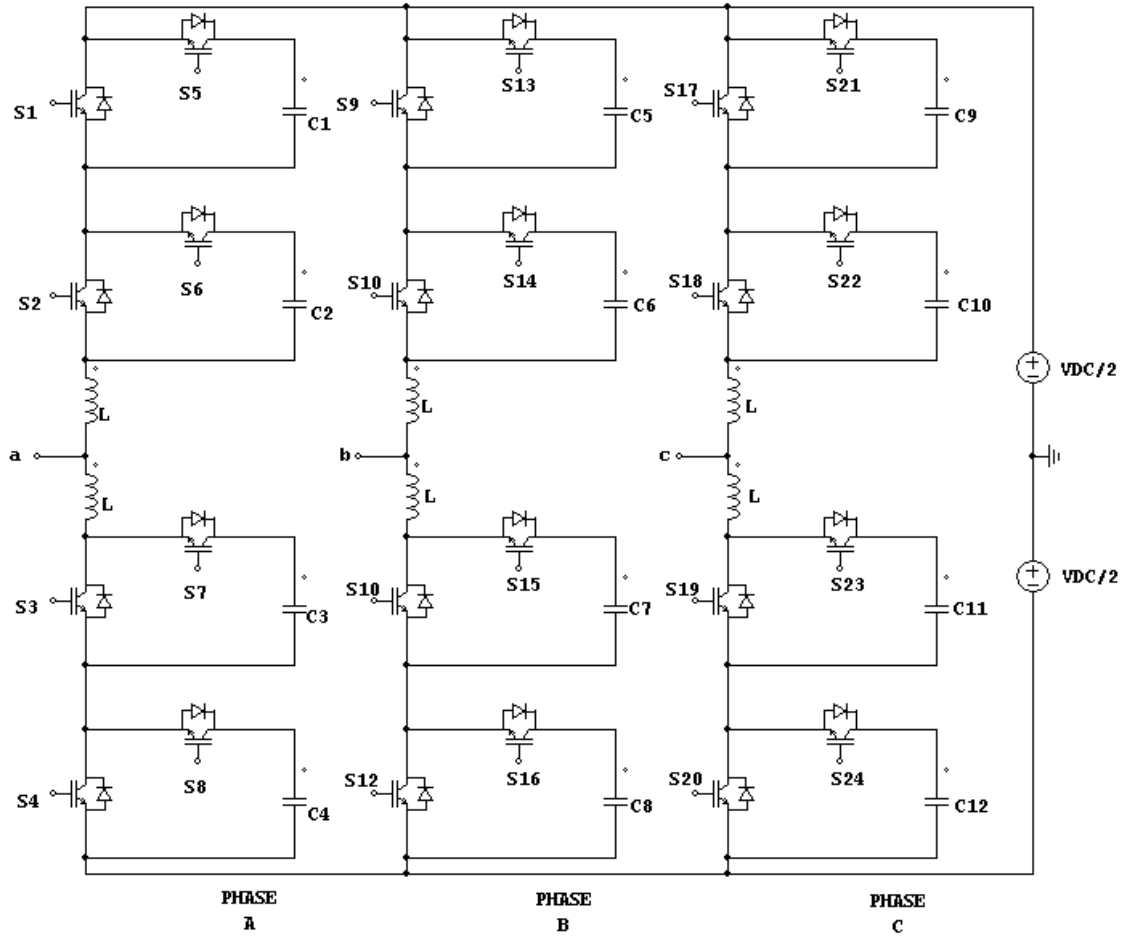 S5
S13
S21
S1
C1
S9
C5
S17
C9
S6
S14
S22
S2
C2
S10
C6
S18
C10
VDC/2
L
L
L
a
b
c
L
L
L
S7
S15
S23
VDC/2
S3
C3
S10
C7
S19
C11
S8
S16
S24
S4
C4
S12
C8
S20
C12
PHASE
A
PHASE
B
PHASE
C